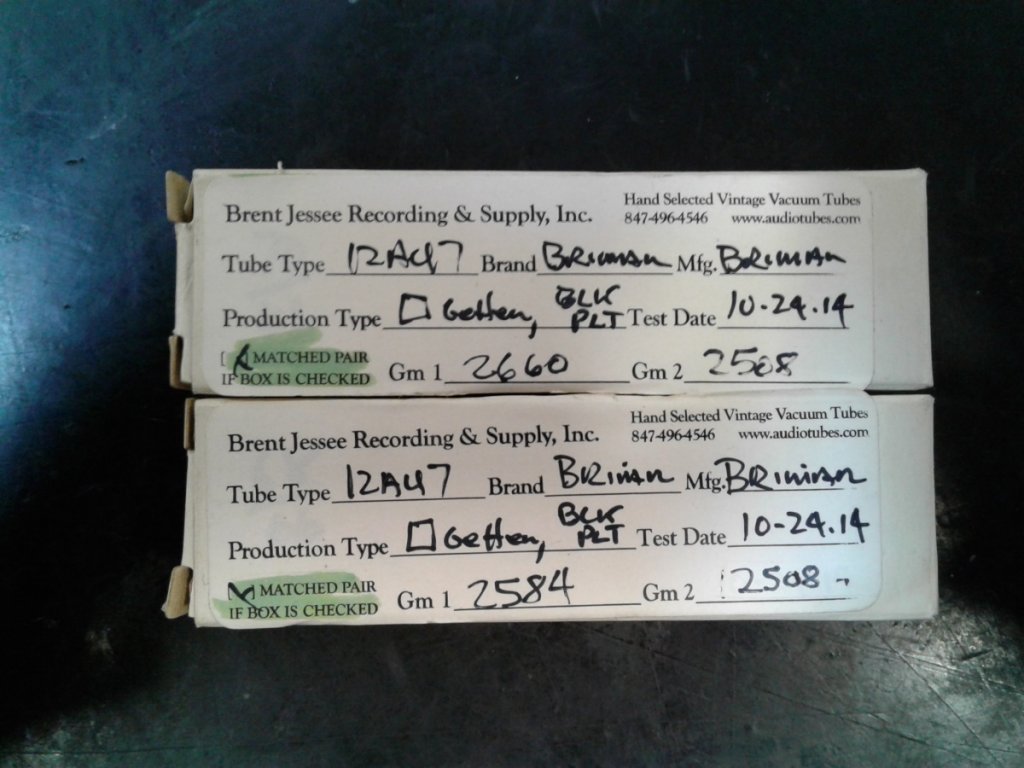 Brent Jessee Recording & Supply, Inc. Hand Selected Vintage Vacuum Tubes
847-496-4546 www.audiotubes.com
Tube Type 12AU7 Brand BRIMAR Mfg. BRIMAR
Production Type □ Getter, BLK PLT Test Date 10-24.14
MATCHED PAIR
IF BOX IS CHECKED Gm 1 2660 Gm 2 2508
Brent Jessee Recording & Supply, Inc. Hand Selected Vintage Vacuum Tubes
847-496-4546 www.audiotubes.com
Tube Type 12AU7 Brand BRIMAR Mfg. BRIMAR
Production Type □ Getter, BLK PLT Test Date 10-24.14
MATCHED PAIR
IF BOX IS CHECKED Gm 1 2584 Gm 2 2508